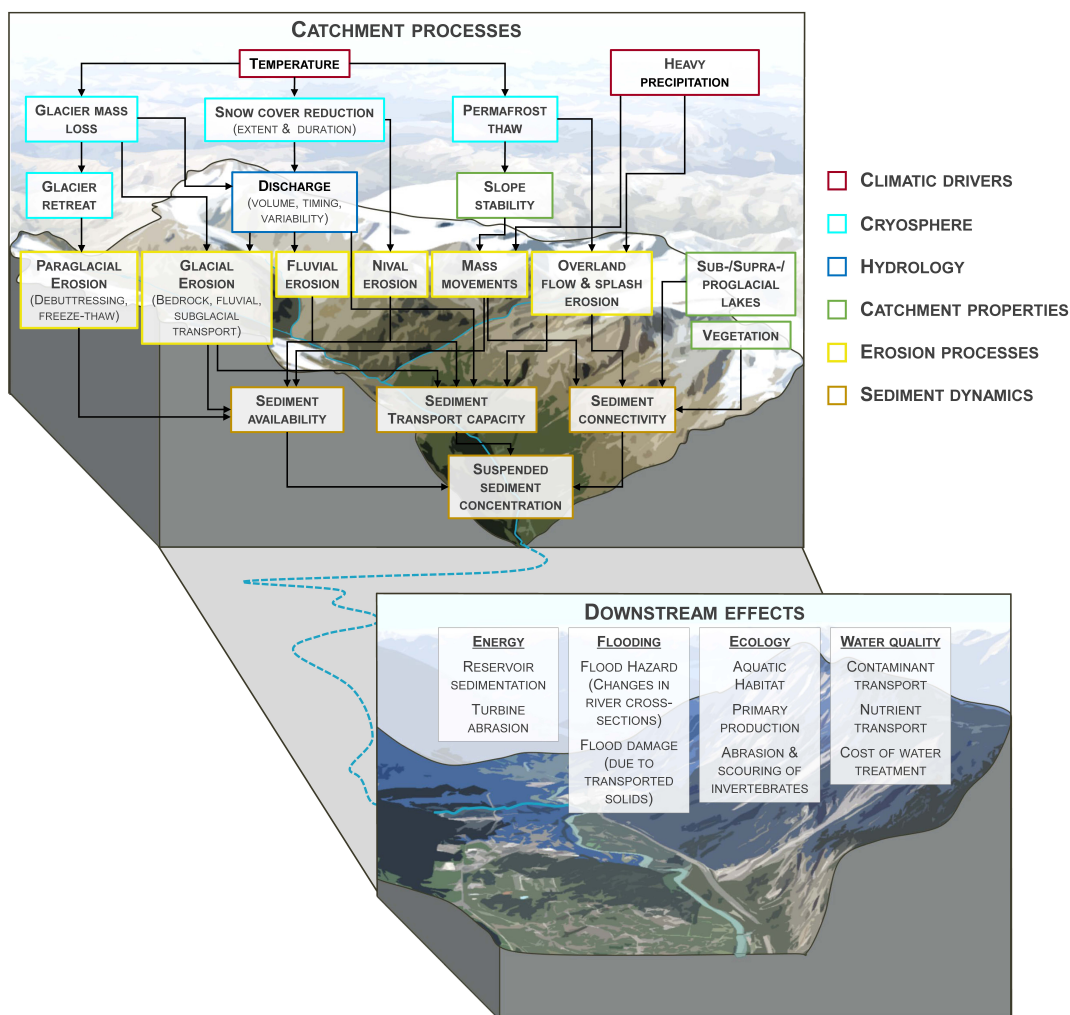 CATCHMENT PROCESSES
TEMPERATURE
HEAVY
PRECIPITATION
GLACIER MASS
LOSS
SNOW COVER REDUCTION
(EXTENT & DURATION)
PERMAFROST
THAW
GLACIER
RETREAT
DISCHARGE
(VOLUME, TIMING,
VARIABILITY)
SLOPE
STABILITY
PARAGLACIAL
EROSION
(DEBUTTRESSING,
FREEZE-THAW)
GLACIAL
EROSION
(BEDROCK, FLUVIAL,
SUBGLACIAL
TRANSPORT)
FLUVIAL
EROSION
NIVAL
EROSION
MASS
MOVEMENTS
OVERLAND
FLOW & SPLASH
EROSION
SUB-/SUPRA-/
PROGLACIAL
LAKES
VEGETATION
SEDIMENT
AVAILABILITY
SEDIMENT
TRANSPORT CAPACITY
SEDIMENT
CONNECTIVITY
SUSPENDED
SEDIMENT
CONCENTRATION
CLIMATIC DRIVERS
CRYOSPHERE
HYDROLOGY
CATCHMENT PROPERTIES
EROSION PROCESSES
SEDIMENT DYNAMICS
DOWNSTREAM EFFECTS
ENERGY
RESERVOIR
SEDIMENTATION
TURBINE
ABRASION
FLOODING
FLOOD HAZARD
(CHANGES IN
RIVER CROSS-
SECTIONS)
FLOOD DAMAGE
(DUE TO
TRANSPORTED
SOLIDS)
ECOLOGY
AQUATIC
HABITAT
PRIMARY
PRODUCTION
ABRASION &
SCOURING OF
INVERTEBRATES
WATER QUALITY
CONTAMINANT
TRANSPORT
NUTRIENT
TRANSPORT
COST OF WATER
TREATMENT